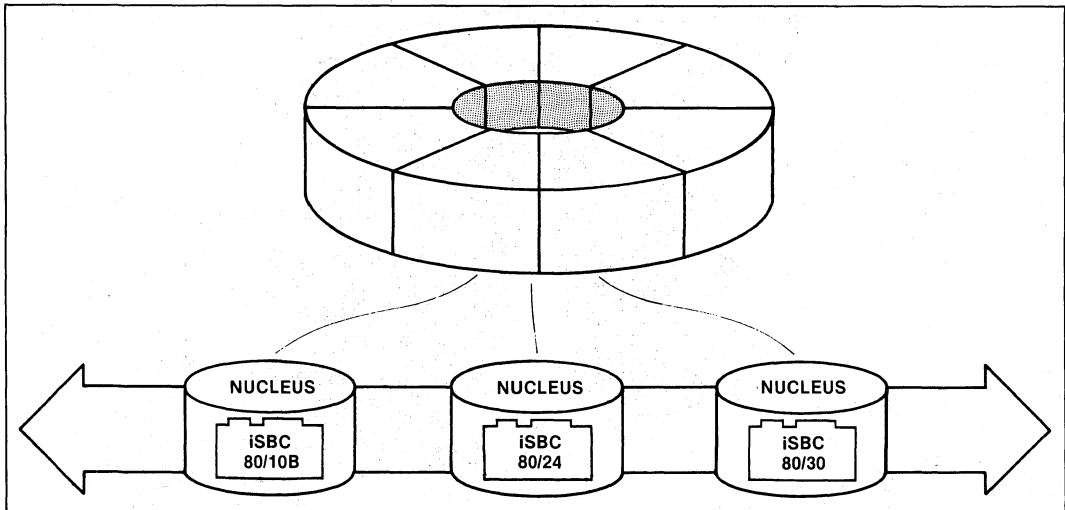 NUCLEUS
iSBC
80/10B
NUCLEUS
iSBC
80/24
NUCLEUS
iSBC
80/30